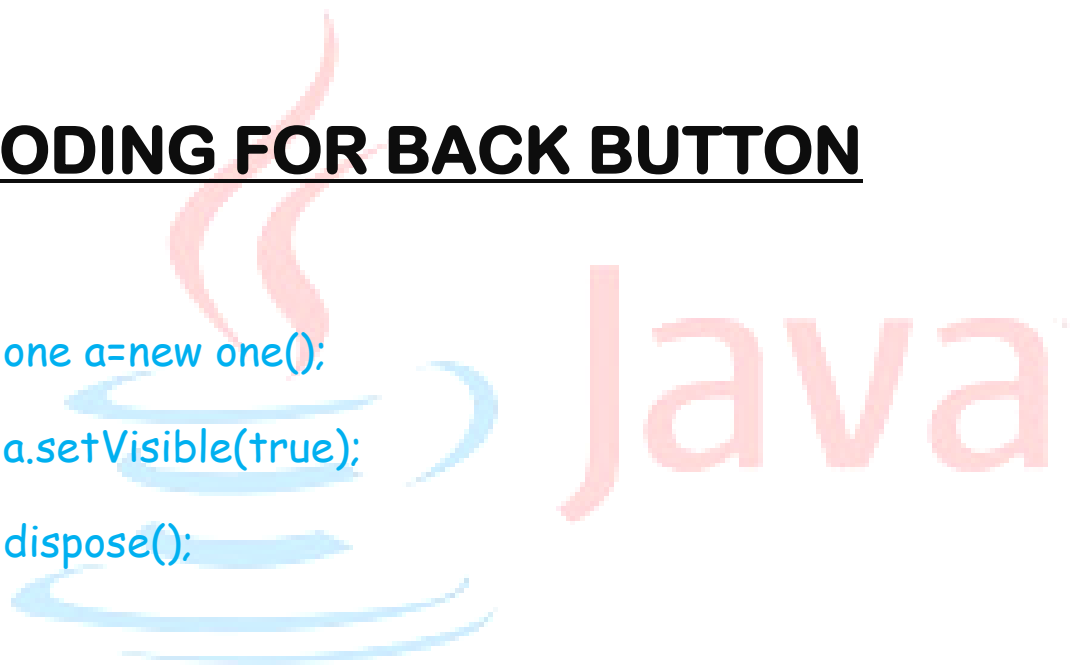 ODING FOR BACK BUTTON
one a=new one();
a.setVisible(true);
dispose();
Java